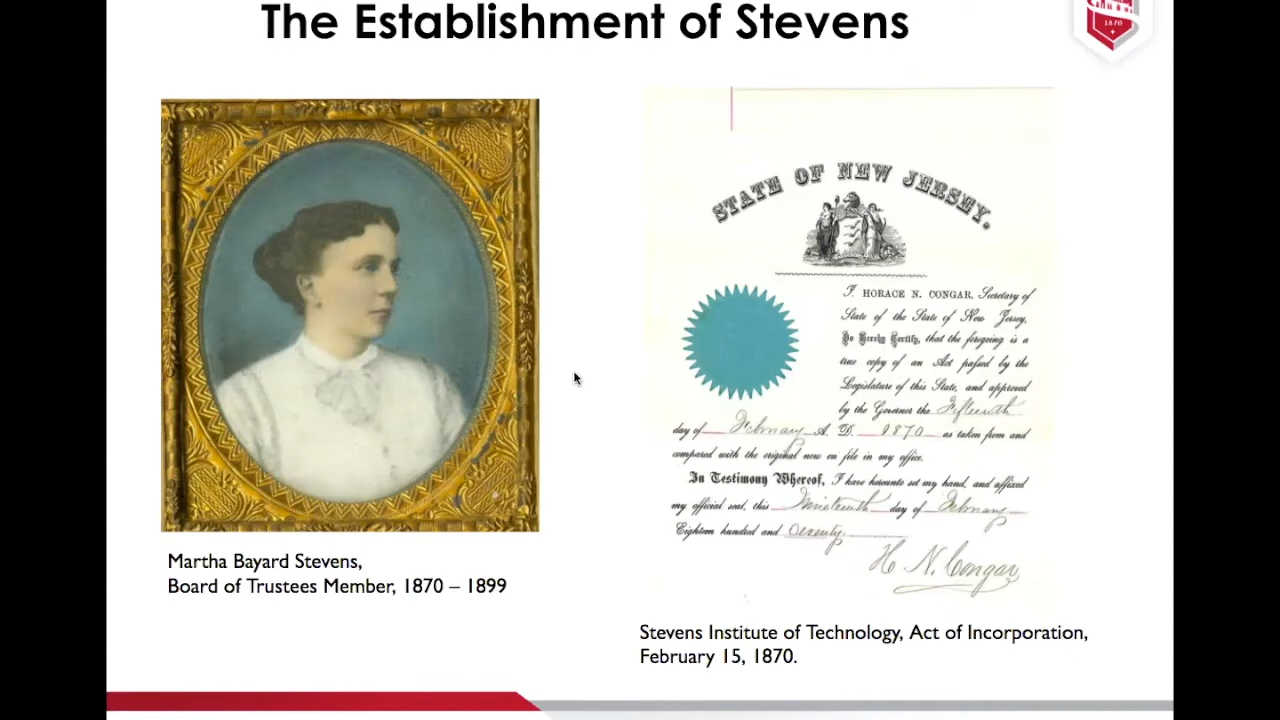 The Establishment of Stevens
1870
STATE OF NEW JERSEY.
I, HORACE N. CONGAR, Secretary of
State of the State of New Jersey,
Do Hereby Certify, that the foregoing is a
true copy of an Act passed by the
Legislature of this State, and approved
by the Governor the Fifteenth
day of February A. D. 1870 as taken from and
compared with the original now on file in my office.
In Testimony Whereof, I have hereunto set my hand, and affixed
my official seal, this Nineteenth day of February
Eighteen hundred and Seventy.
H. N. Congar
Martha Bayard Stevens,
Board of Trustees Member, 1870 – 1899
Stevens Institute of Technology, Act of Incorporation,
February 15, 1870.